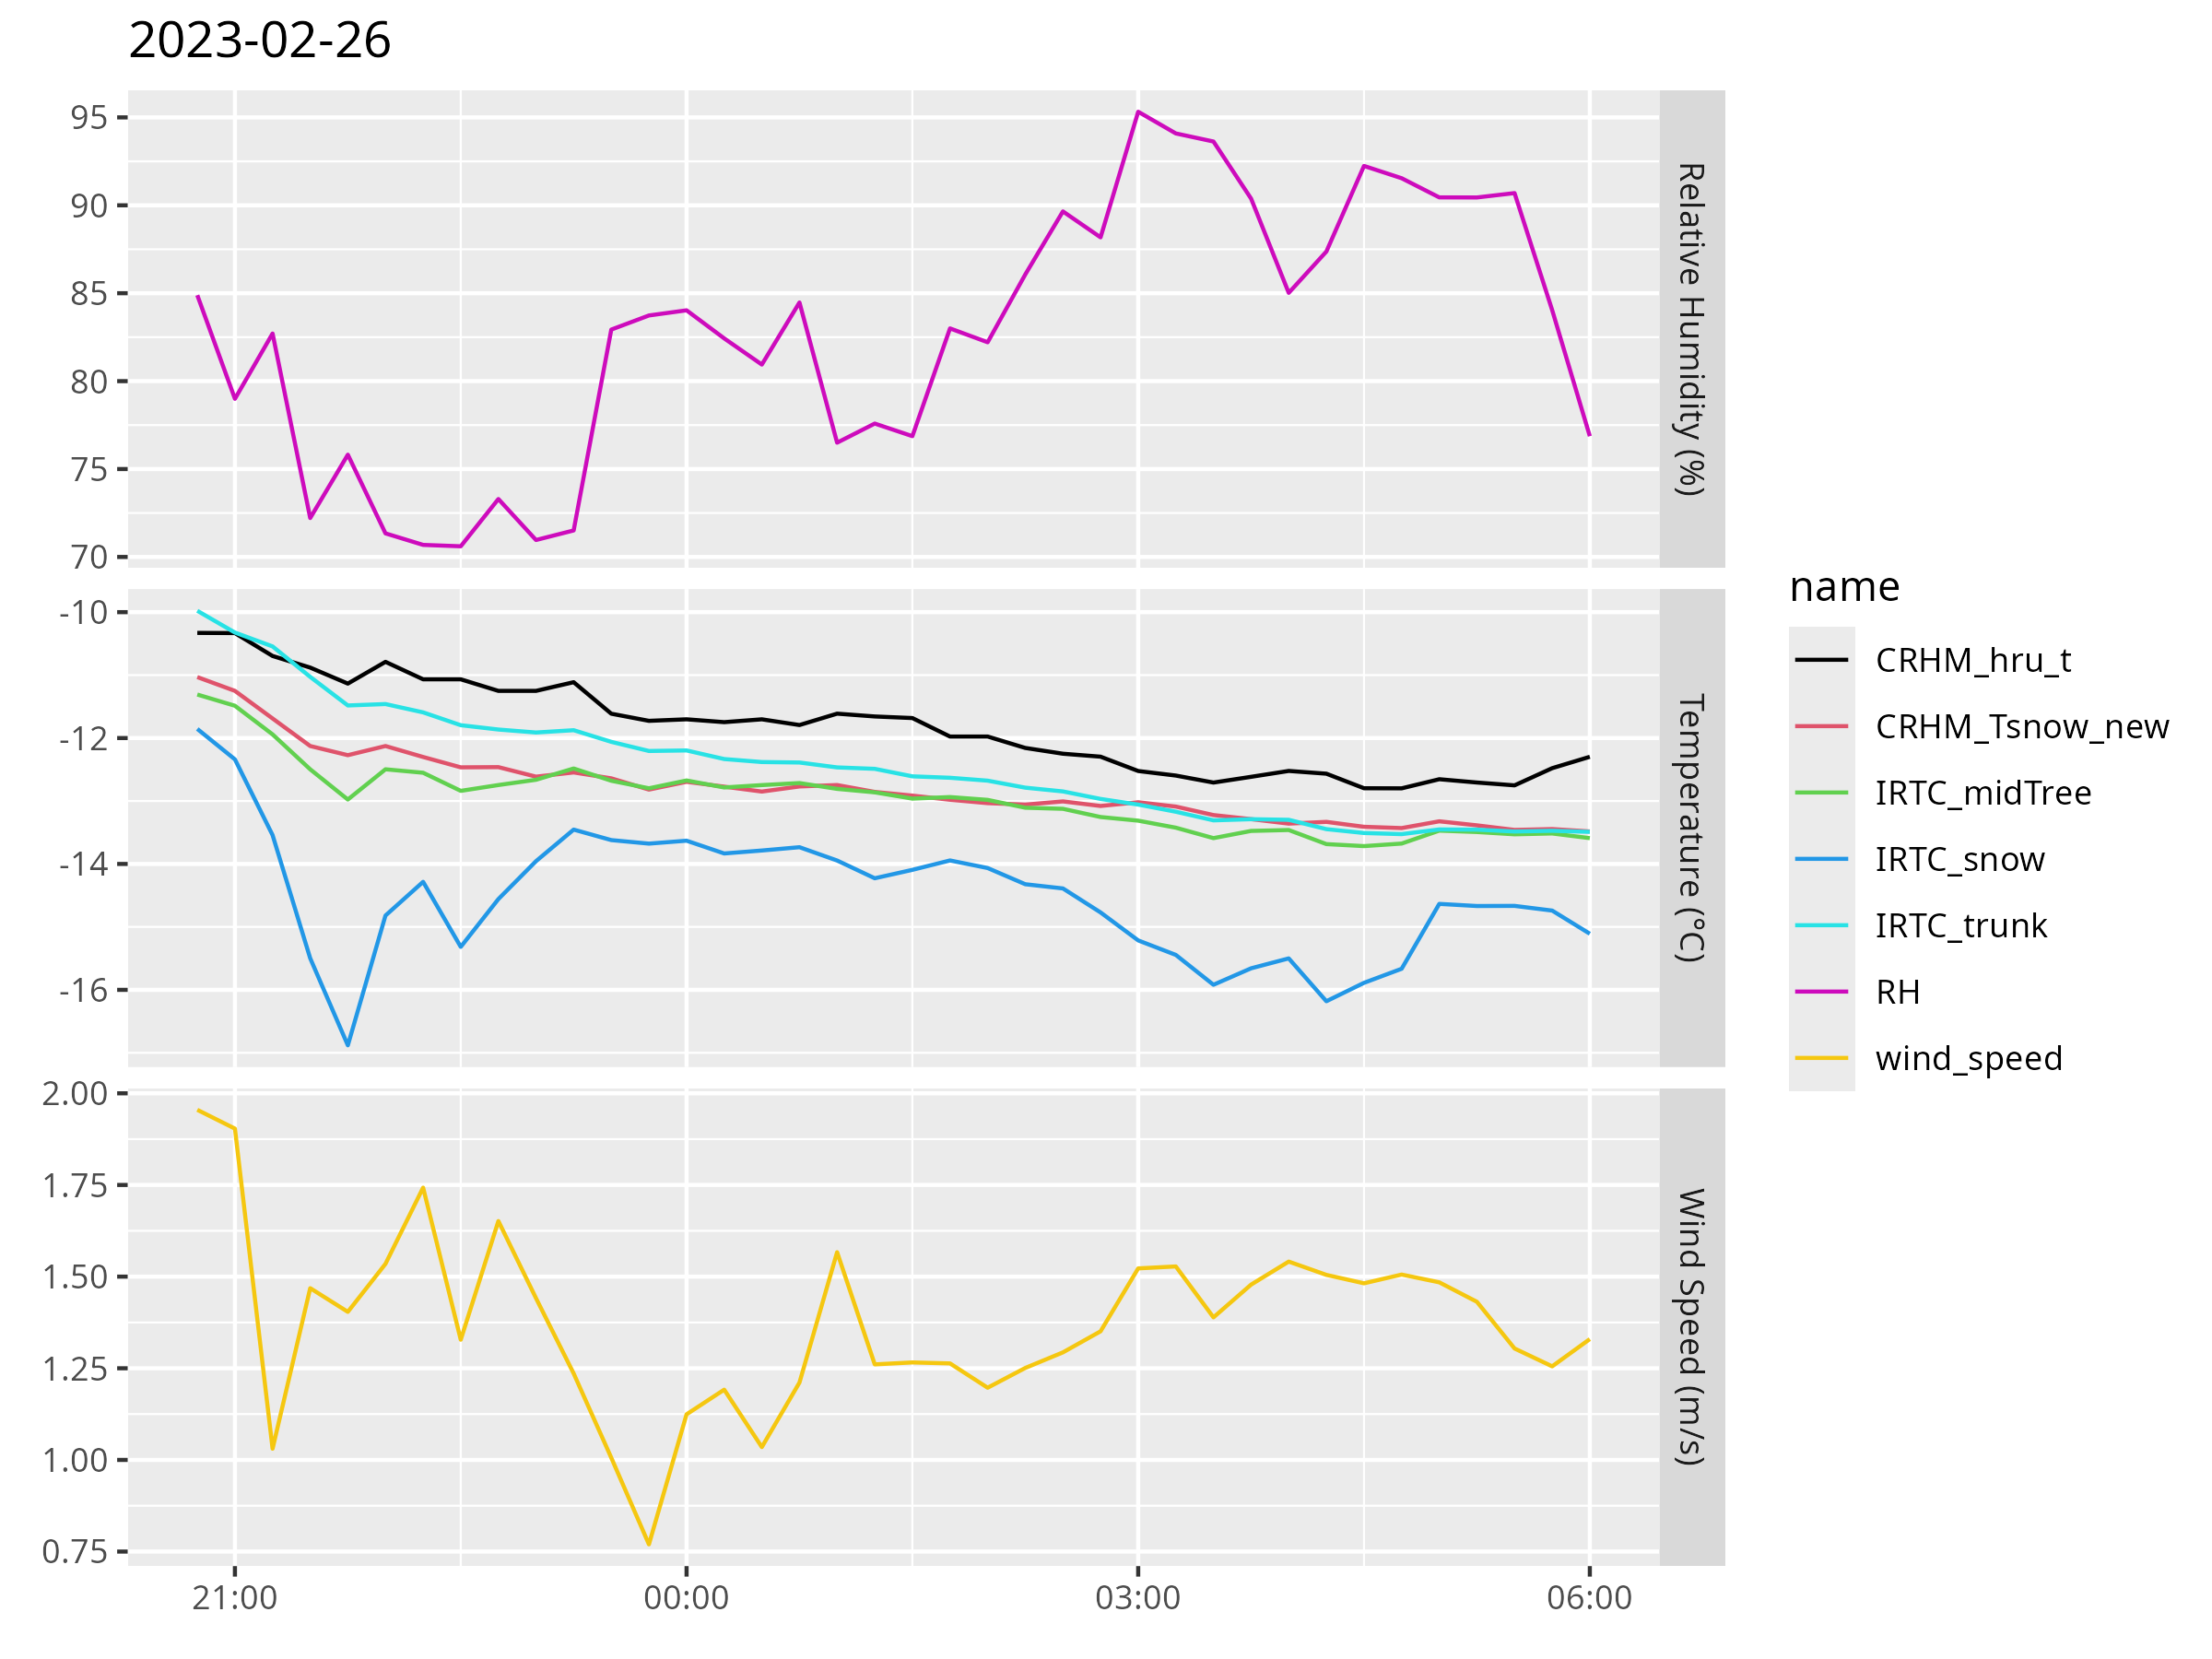 2023-02-26
95
90
85
80
75
70
Relative Humidity (%)
-10
-12
-14
-16
Temperature (°C)
2.00
1.75
1.50
1.25
1.00
0.75
Wind Speed (m/s)
21:00 00:00 03:00 06:00
name
CRHM_hru_t
CRHM_Tsnow_new
IRTC_midTree
IRTC_snow
IRTC_trunk
RH
wind_speed